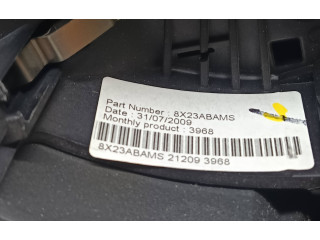 Part Number : 8X23ABAMS
Date : 31/07/2009
Monthly product : 3968
8X23ABAMS 21209 3968